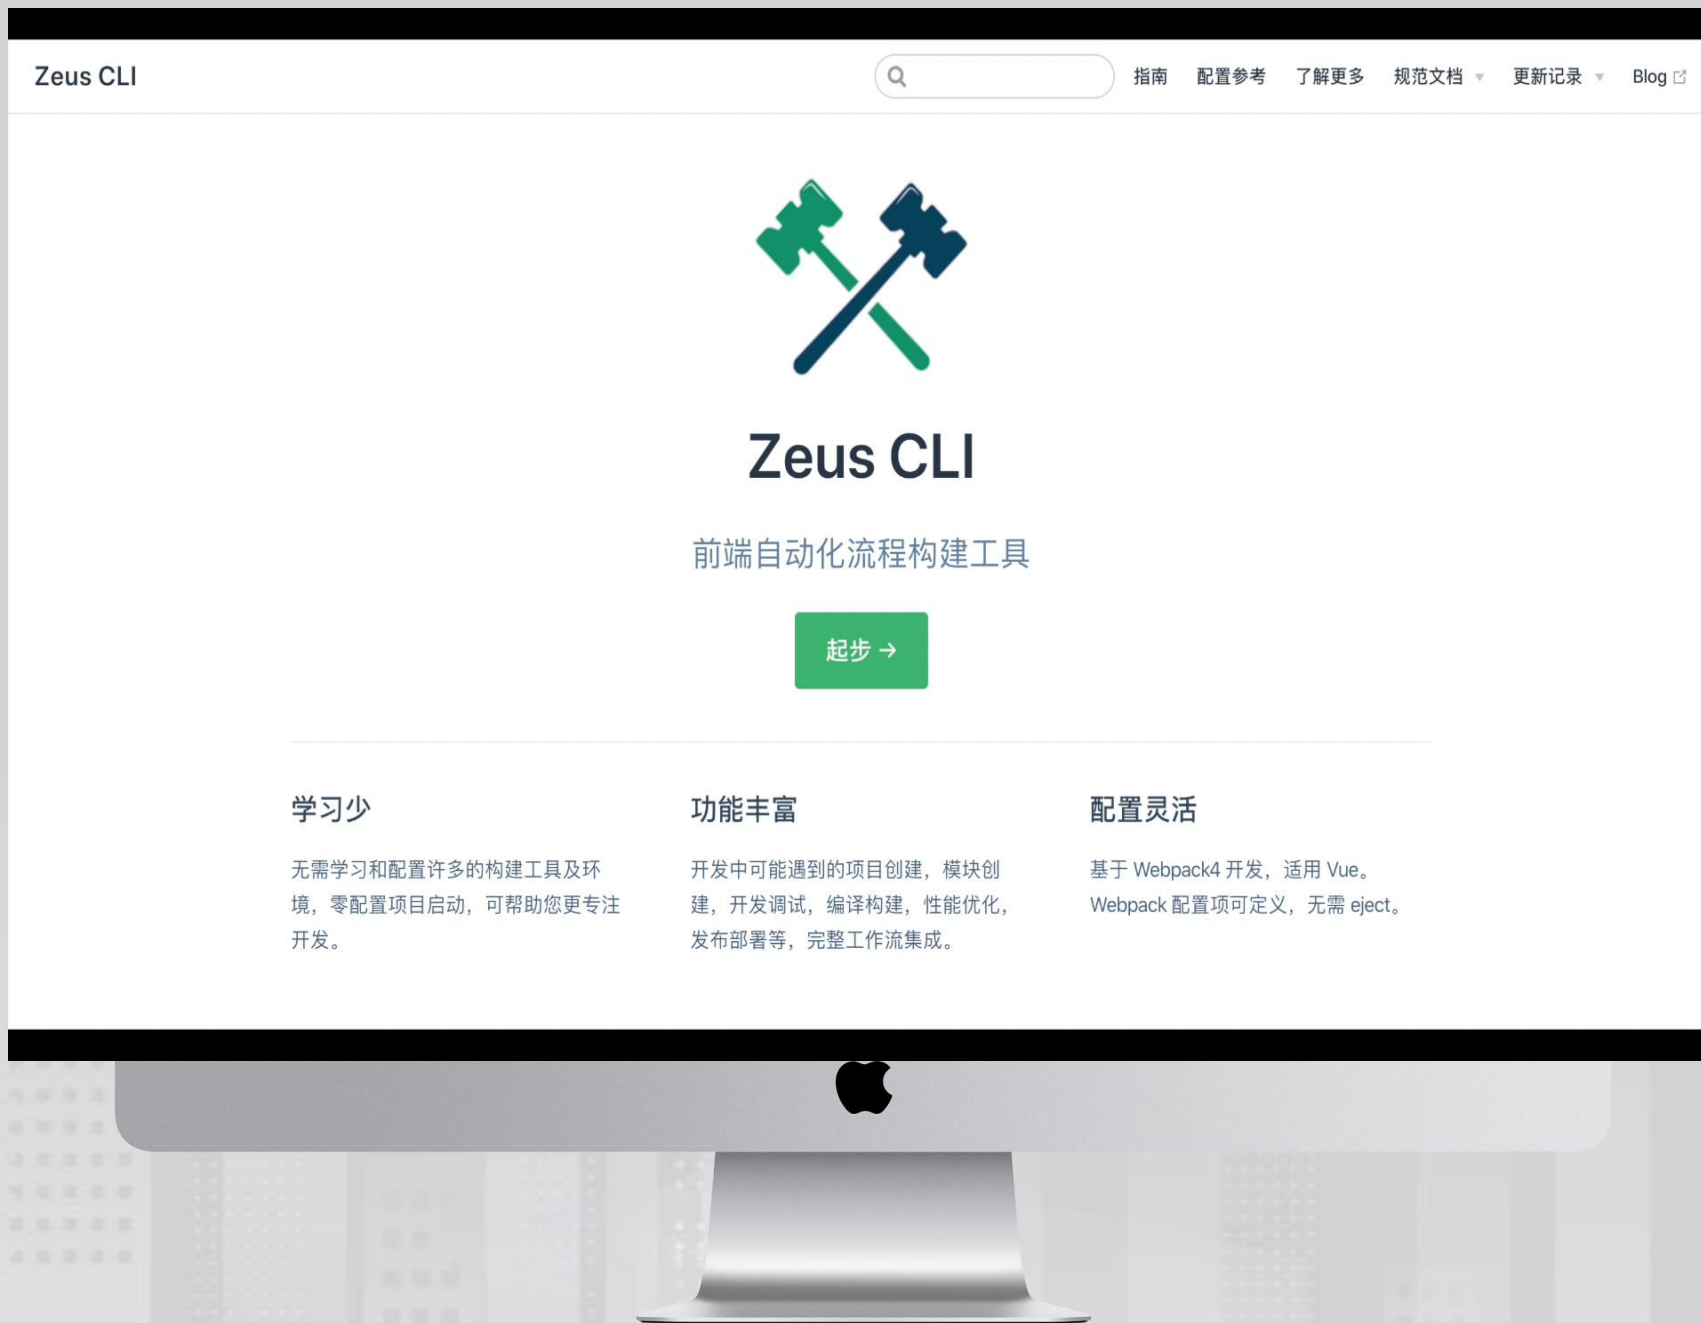 Zeus CLI
指南 配置参考 了解更多 规范文档 更新记录 Blog
Zeus CLI
前端自动化流程构建工具
起步 →
学习少
无需学习和配置许多的构建工具及环
境，零配置项目启动，可帮助您更专注
开发。
功能丰富
开发中可能遇到的项目创建，模块创
建，开发调试，编译构建，性能优化，
发布部署等，完整工作流集成。
配置灵活
基于 Webpack4 开发，适用 Vue。
Webpack 配置项可定义，无需 eject。